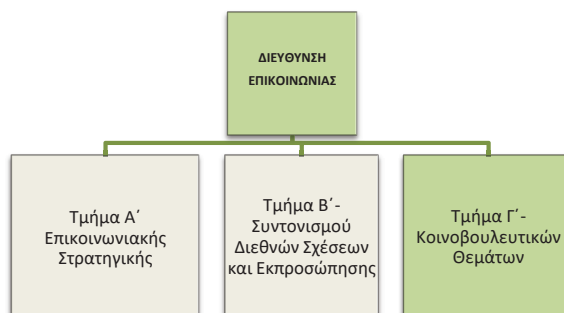 ΔΙΕΥΘΥΝΣΗ
ΕΠΙΚΟΙΝΩΝΙΑΣ
Τμήμα Α΄
Επικοινωνιακής
Στρατηγικής
Τμήμα Β΄-
Συντονισμού
Διεθνών Σχέσεων
και Εκπροσώπησης
Τμήμα Γ΄-
Κοινοβουλευτικών
Θεμάτων